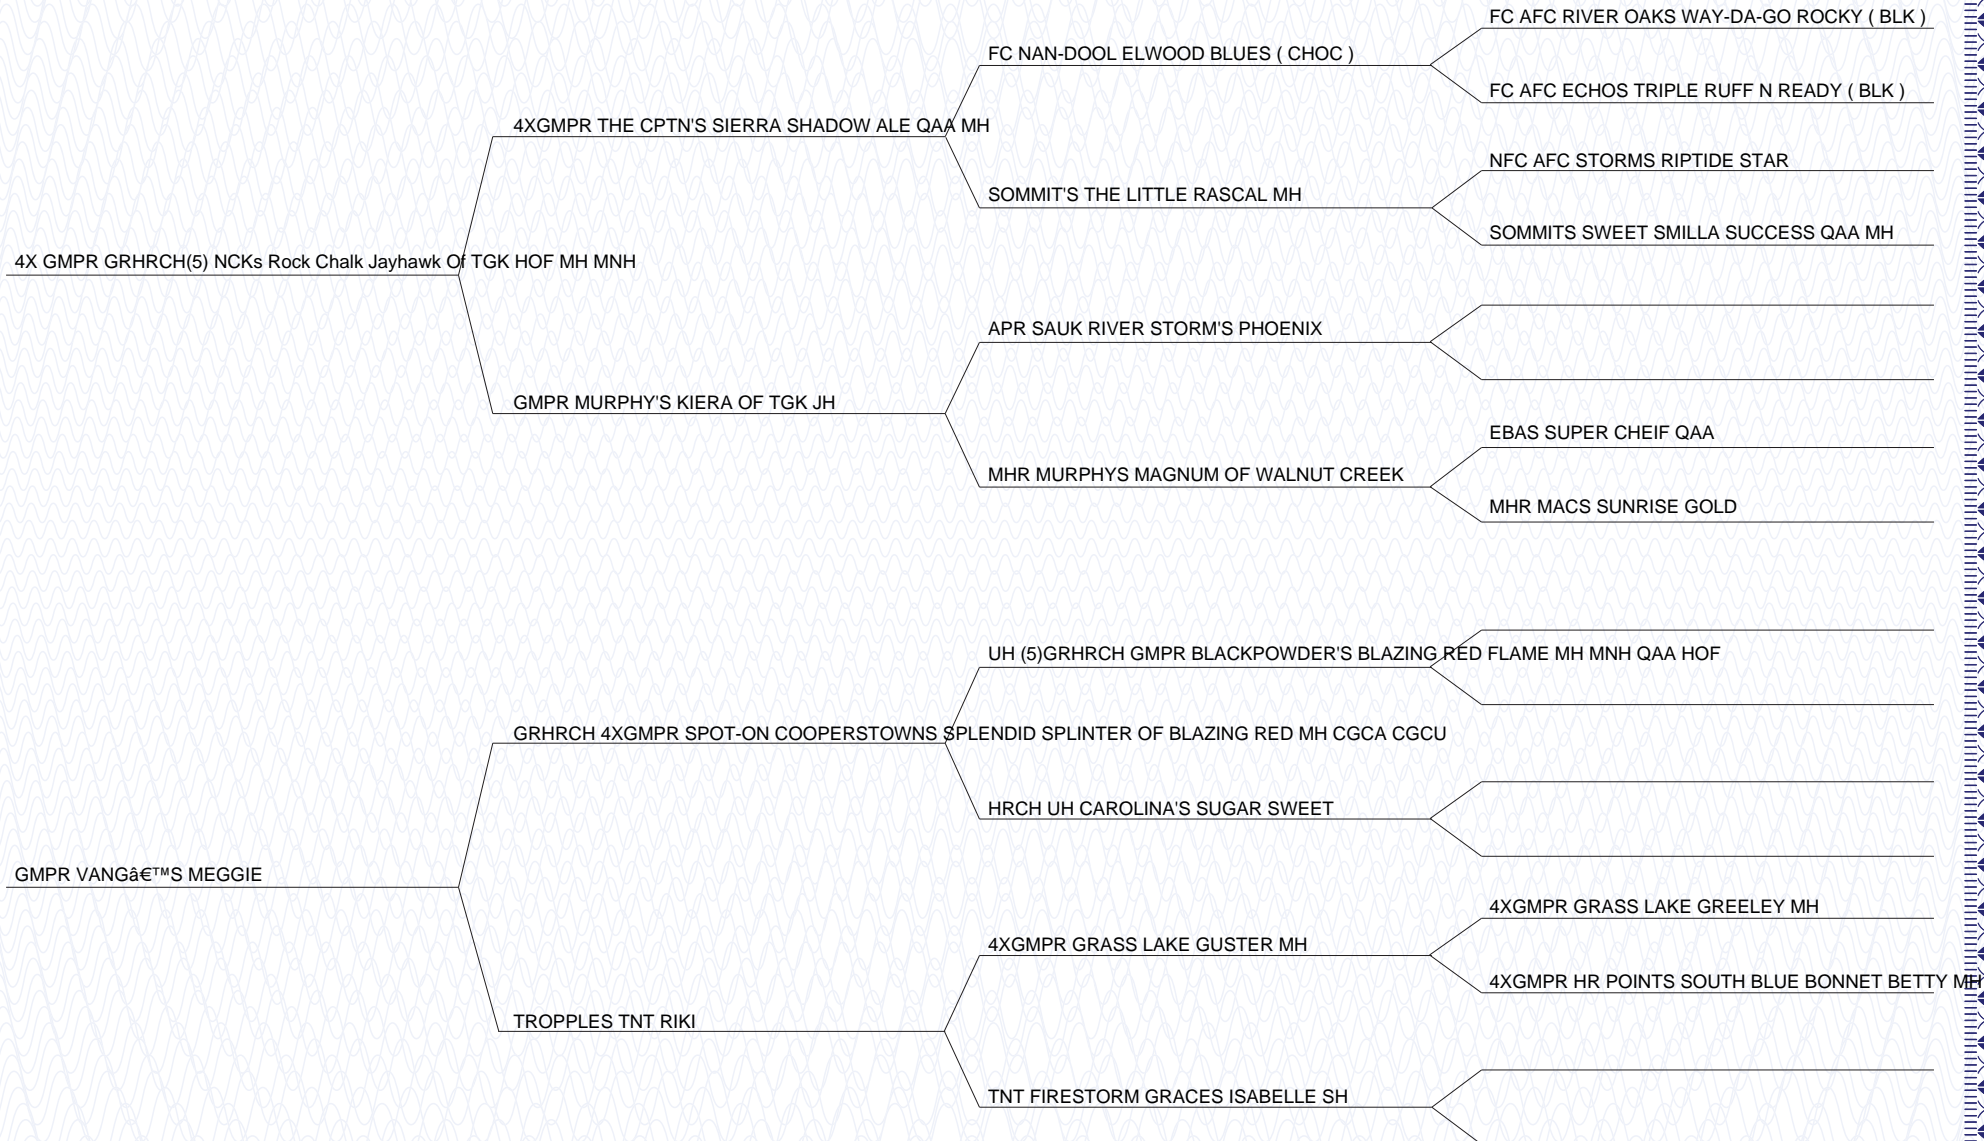 FC AFC RIVER OAKS WAY-DA-GO ROCKY ( BLK )
FC NAN-DOOL ELWOOD BLUES ( CHOC )
FC AFC ECHOS TRIPLE RUFF N READY ( BLK )
4XGMPR THE CPTN'S SIERRA SHADOW ALE QAA MH
NFC AFC STORMS RIPTIDE STAR
SOMMIT'S THE LITTLE RASCAL MH
SOMMITS SWEET SMILLA SUCCESS QAA MH
4X GMPR GRHRCH(5) NCKs Rock Chalk Jayhawk Of TGK HOF MH MNH
APR SAUK RIVER STORM'S PHOENIX
GMPR MURPHY'S KIERA OF TGK JH
EBAS SUPER CHEIF QAA
MHR MURPHYS MAGNUM OF WALNUT CREEK
MHR MACS SUNRISE GOLD
UH (5)GRHRCH GMPR BLACKPOWDER'S BLAZING RED FLAME MH MNH QAA HOF
GRHRCH 4XGMPR SPOT-ON COOPERSTOWNS SPLENDID SPLINTER OF BLAZING RED MH CGCA CGCU
HRCH UH CAROLINA'S SUGAR SWEET
GMPR VANGâ€™S MEGGIE
4XGMPR GRASS LAKE GREELEY MH
4XGMPR GRASS LAKE GUSTER MH
4XGMPR HR POINTS SOUTH BLUE BONNET BETTY MH
TROPPLES TNT RIKI
TNT FIRESTORM GRACES ISABELLE SH